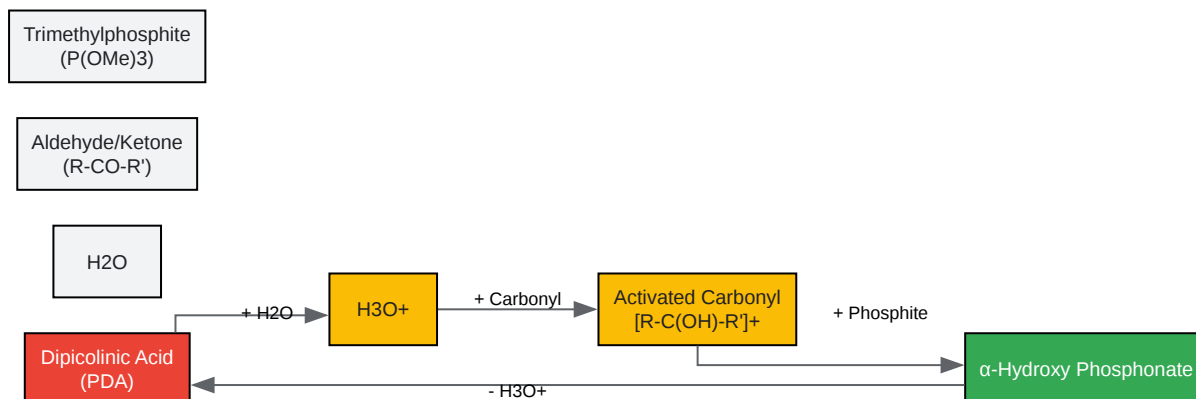 Trimethylphosphite
(P(OMe)3)
Aldehyde/Ketone
(R-CO-R')
H2O
+ H2O
H3O+
+ Carbonyl
Activated Carbonyl
[R-C(OH)-R']+
+ Phosphite
Dipicolinic Acid
(PDA)
α-Hydroxy Phosphonate
- H3O+